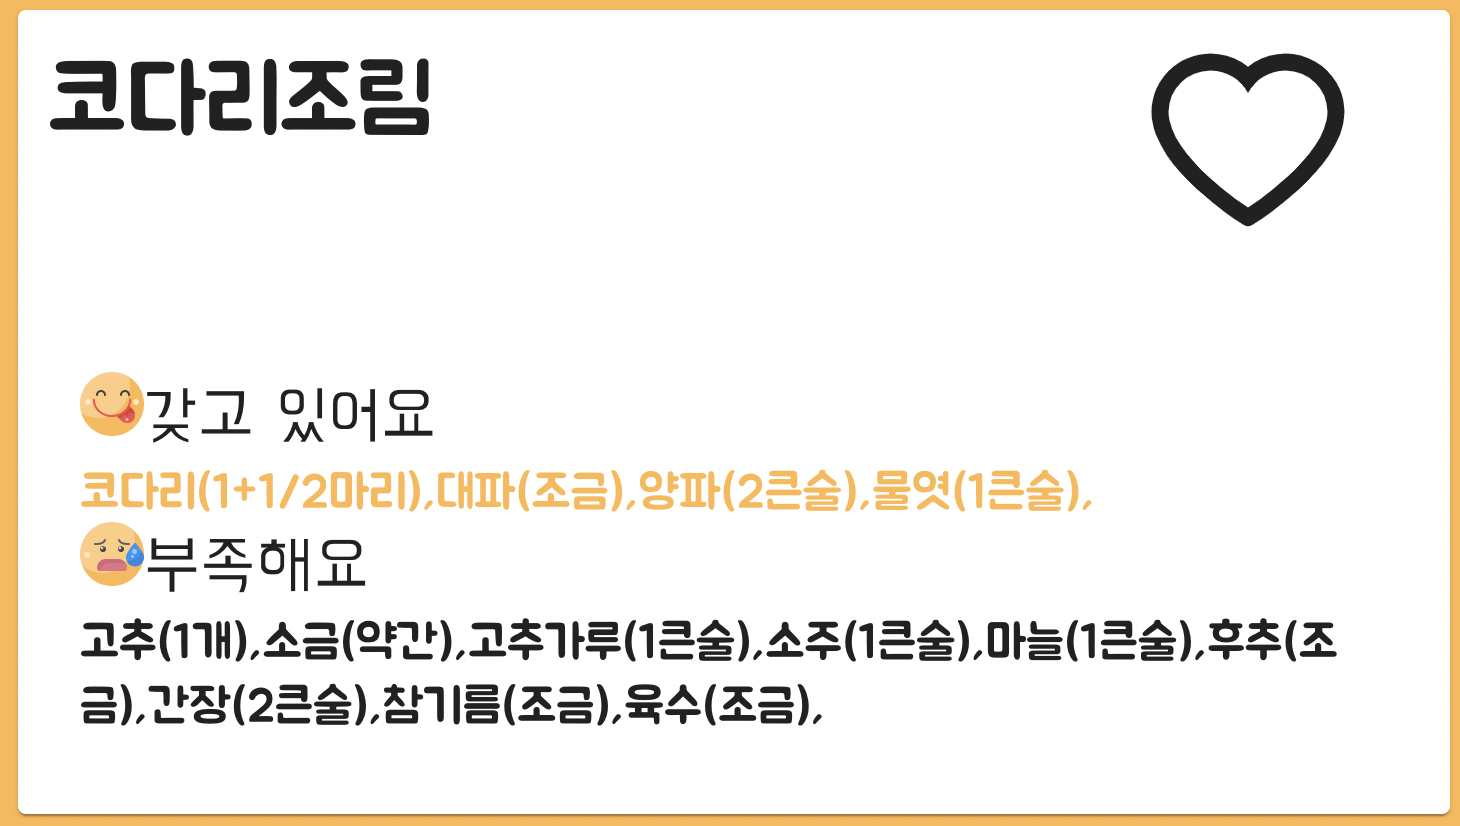 코다리조림
갖고 있어요
코다리(1+1/2마리),대파(조금),양파(2큰술),물엿(1큰술),
부족해요
고추(1개),소금(약간),고추가루(1큰술),소주(1큰술),마늘(1큰술),후추(조
금),간장(2큰술),참기름(조금),육수(조금),